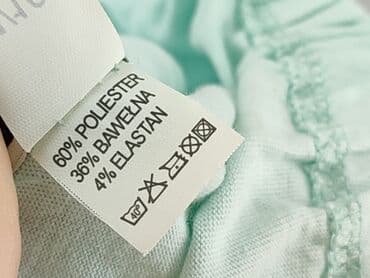 60% POLIESTER
36% BAWEŁNA
4% ELASTAN
40°